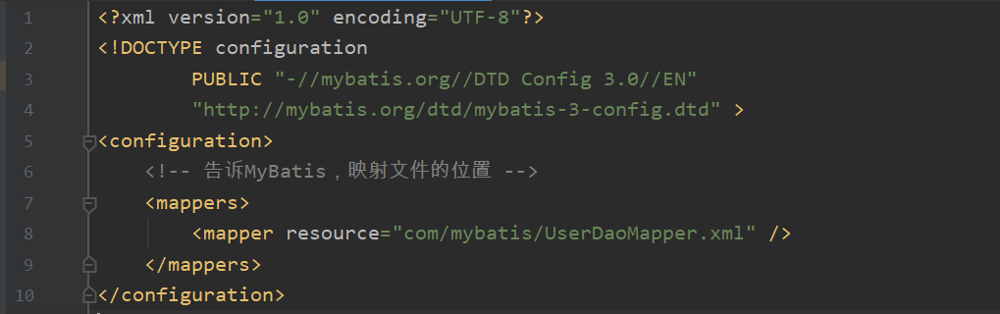 1 <?xml version="1.0" encoding="UTF-8"?>
2 <!DOCTYPE configuration
3 PUBLIC "-//mybatis.org//DTD Config 3.0//EN"
4 "http://mybatis.org/dtd/mybatis-3-config.dtd" >
5 <configuration>
6 <!-- 告诉MyBatis，映射文件的位置 -->
7 <mappers>
8 <mapper resource="com/mybatis/UserDaoMapper.xml" />
9 </mappers>
10 </configuration>